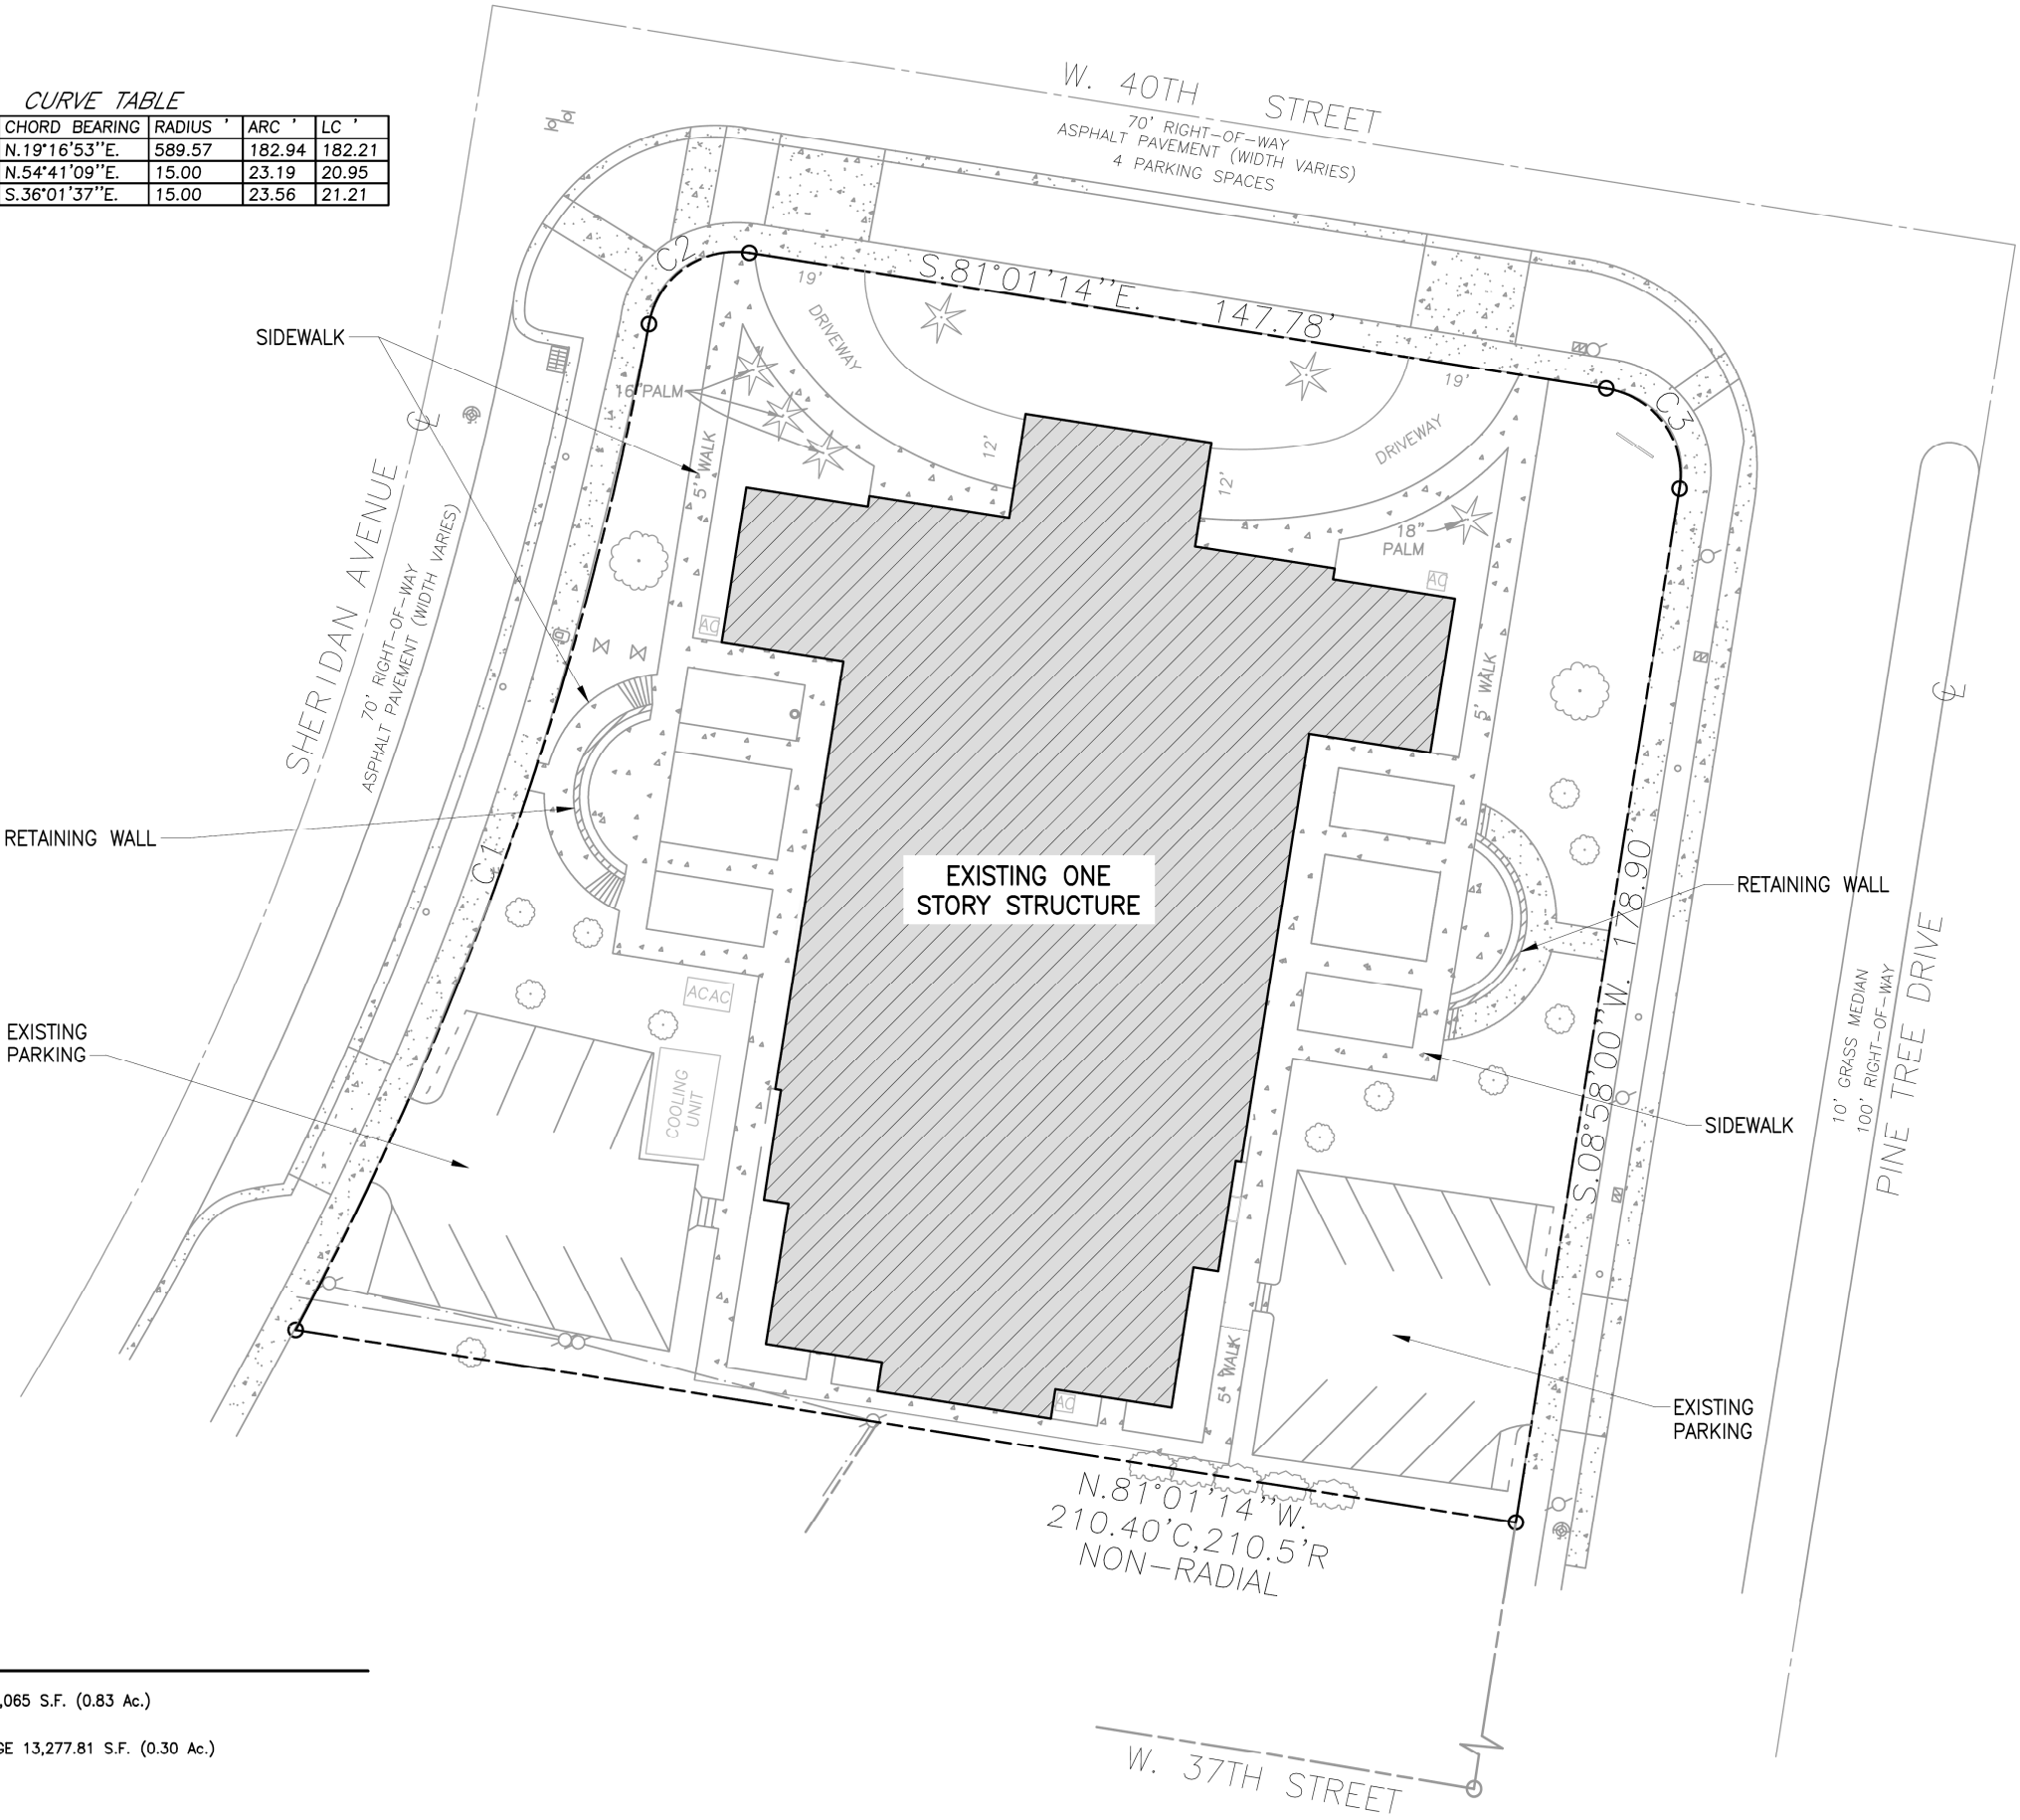 W. 40TH STREET
70' RIGHT-OF-WAY
ASPHALT PAVEMENT (WIDTH VARIES)
4 PARKING SPACES
CURVE TABLE
CHORD BEARING RADIUS ' ARC ' LC '
N.19°16'53''E. 589.57 182.94 182.21
N.54°41'09''E. 15.00 23.19 20.95
S.36°01'37''E. 15.00 23.56 21.21
C2
S.81°01'14''E. 147.78'
19'
DRIVEWAY
SIDEWALK
16"PALM
19'
C3
DRIVEWAY
12'
12'
5' WALK
18"
PALM
AC
AC
SHERIDAN AVENUE
70' RIGHT-OF-WAY
ASPHALT PAVEMENT (WIDTH VARIES)
5' WALK
RETAINING WALL
C1
EXISTING ONE
STORY STRUCTURE
RETAINING WALL
S.08°58'00''W. 178.90'
ACAC
COOLING
UNIT
EXISTING
PARKING
10' GRASS MEDIAN
100' RIGHT-OF-WAY
PINE TREE DRIVE
SIDEWALK
5' WALK
AC
EXISTING
PARKING
N.81°01'14''W.
210.40'C,210.5'R
NON-RADIAL
,065 S.F. (0.83 Ac.)
GE 13,277.81 S.F. (0.30 Ac.)
W. 37TH STREET